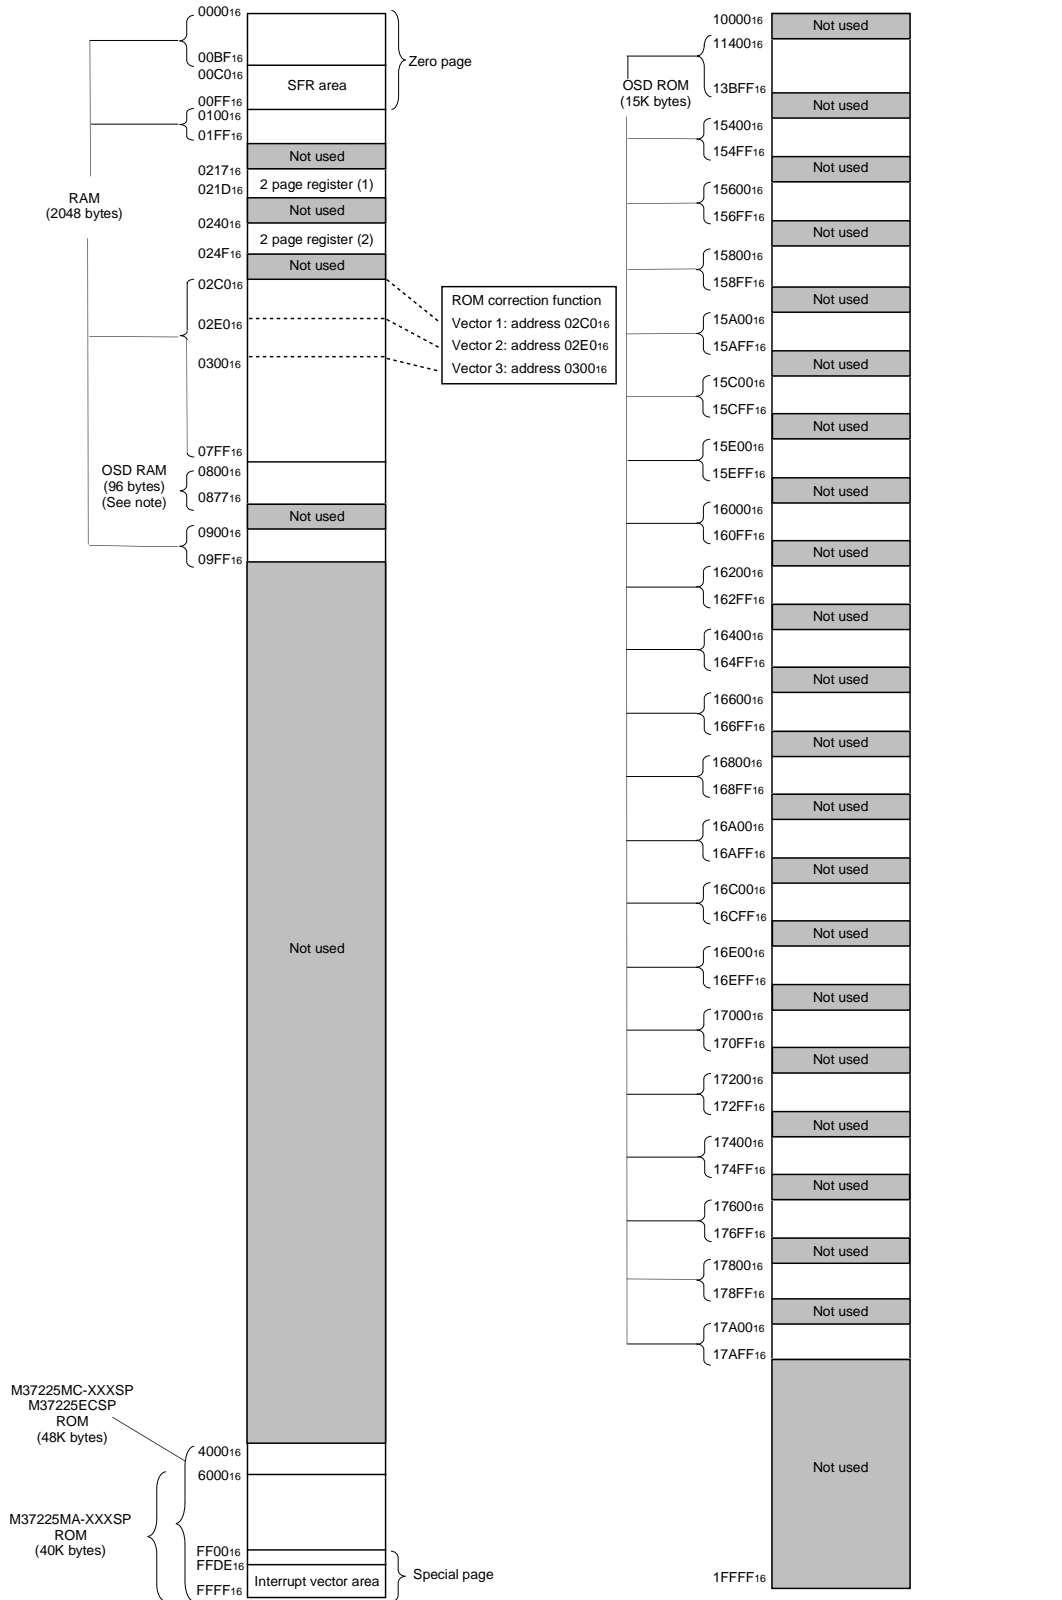 0000₁₆
00BF₁₆
00C0₁₆
SFR area
00FF₁₆
Zero page
0100₁₆
01FF₁₆
Not used
0217₁₆
021D₁₆
2 page register (1)
Not used
0240₁₆
024F₁₆
2 page register (2)
Not used
RAM
(2048 bytes)
02C0₁₆
02E0₁₆
0300₁₆
07FF₁₆
ROM correction function
Vector 1: address 02C0₁₆
Vector 2: address 02E0₁₆
Vector 3: address 0300₁₆
OSD RAM
(96 bytes)
(See note)
0800₁₆
0877₁₆
Not used
0900₁₆
09FF₁₆
Not used
M37225MC-XXXSP
M37225ECSP
ROM
(48K bytes)
4000₁₆
6000₁₆
M37225MA-XXXSP
ROM
(40K bytes)
FF00₁₆
FFDE₁₆
FFFF₁₆
Interrupt vector area
Special page
10000₁₆
Not used
11400₁₆
OSD ROM
(15K bytes)
13BFF₁₆
Not used
15400₁₆
154FF₁₆
Not used
15600₁₆
156FF₁₆
Not used
15800₁₆
158FF₁₆
Not used
15A00₁₆
15AFF₁₆
Not used
15C00₁₆
15CFF₁₆
Not used
15E00₁₆
15EFF₁₆
Not used
16000₁₆
160FF₁₆
Not used
16200₁₆
162FF₁₆
Not used
16400₁₆
164FF₁₆
Not used
16600₁₆
166FF₁₆
Not used
16800₁₆
168FF₁₆
Not used
16A00₁₆
16AFF₁₆
Not used
16C00₁₆
16CFF₁₆
Not used
16E00₁₆
16EFF₁₆
Not used
17000₁₆
170FF₁₆
Not used
17200₁₆
172FF₁₆
Not used
17400₁₆
174FF₁₆
Not used
17600₁₆
176FF₁₆
Not used
17800₁₆
178FF₁₆
Not used
17A00₁₆
17AFF₁₆
Not used
1FFFF₁₆